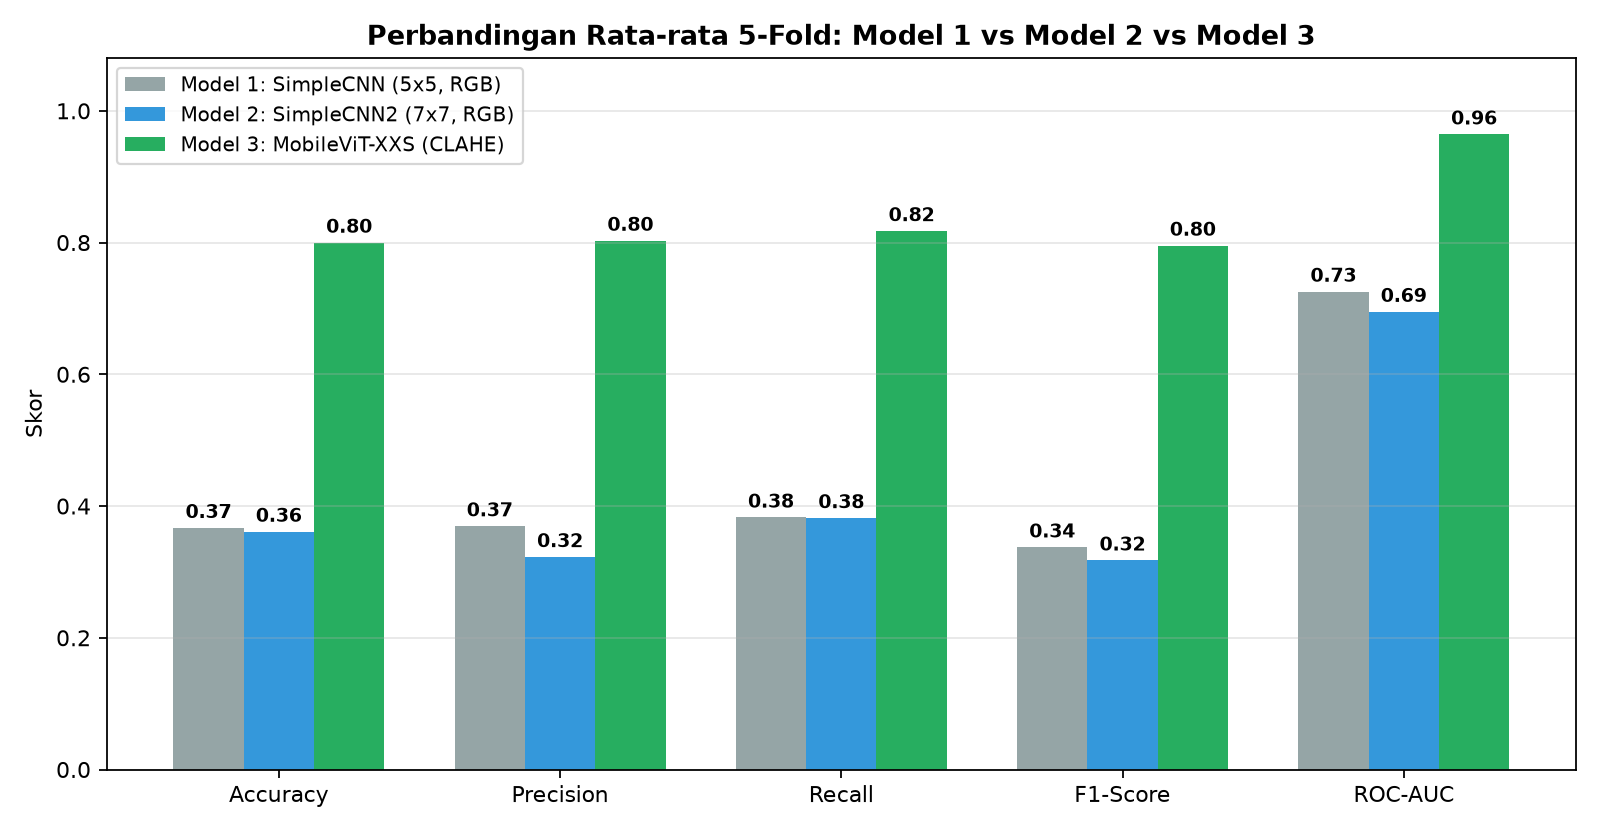 Perbandingan Rata-rata 5-Fold: Model 1 vs Model 2 vs Model 3
Model 1: SimpleCNN (5x5, RGB)
Model 2: SimpleCNN2 (7x7, RGB)
Model 3: MobileViT-XXS (CLAHE)
Skor
1.0
0.8
0.6
0.4
0.2
0.0
0.37 0.36 0.80
0.37 0.32 0.80
0.38 0.38 0.82
0.34 0.32 0.80
0.73 0.69 0.96
Accuracy Precision Recall F1-Score ROC-AUC